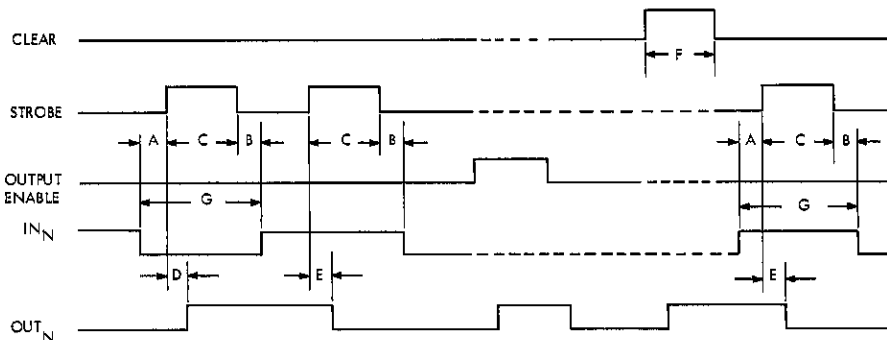 CLEAR
F
STROBE
A C B C B A C B
OUTPUT
ENABLE
G G
IN_N
D E E
OUT_N